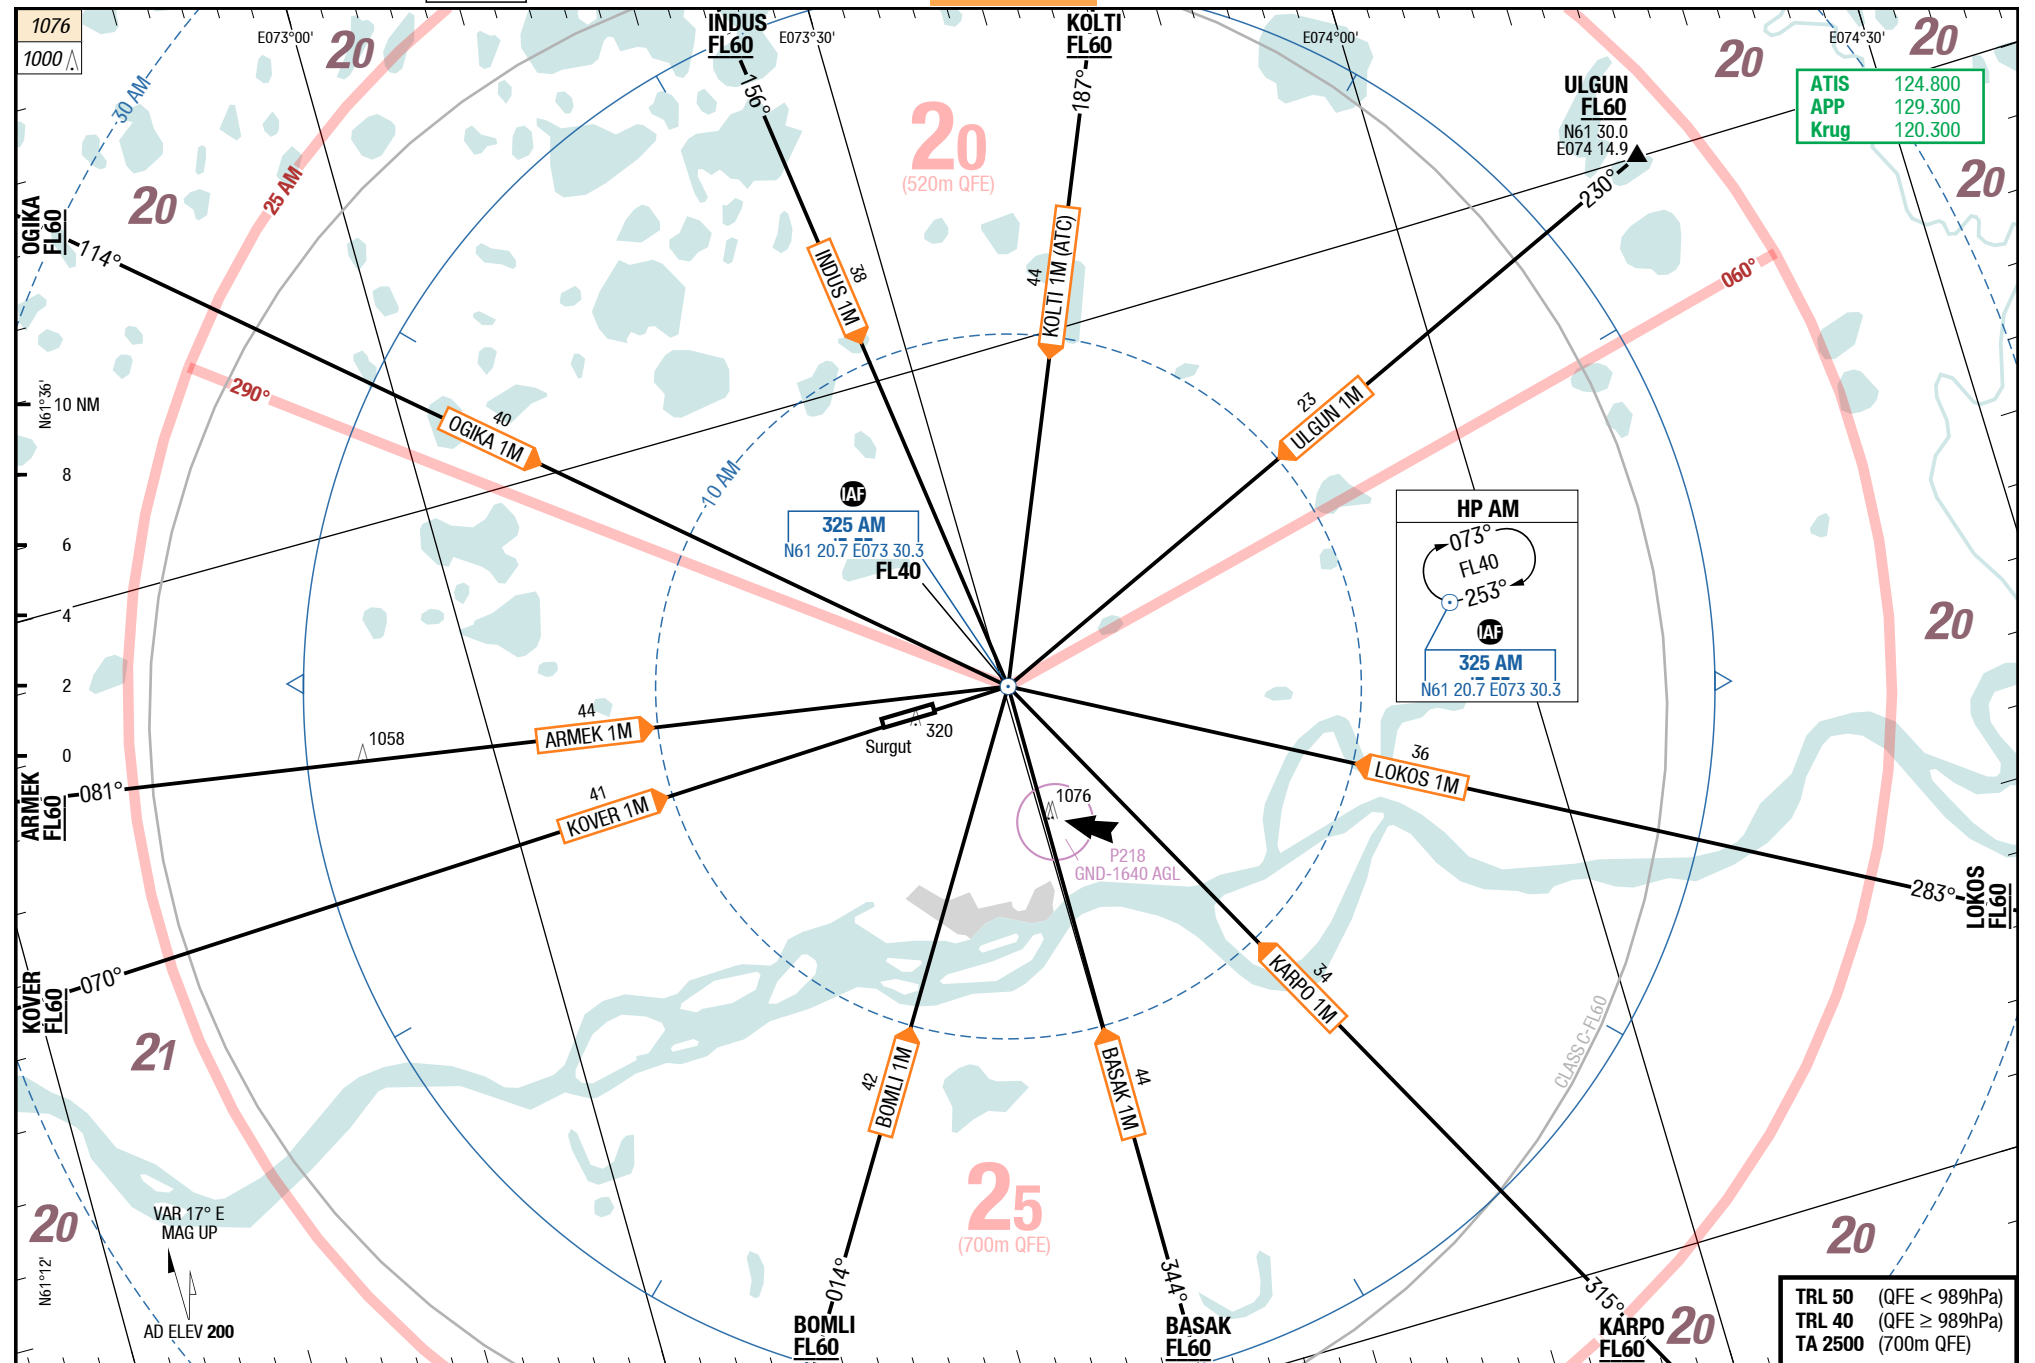 1076
1000
E073°00'
20
INDUS
FL60
156°
E073°30'
KOLTI
FL60
187°
E074°00'
20
E074°30'
20
ULGUN
FL60
N61 30.0
E074 14.9
230°
ATIS 124.800
APP 129.300
Krug 120.300
30 AM
25 AM
20
20
(520m QFE)
20
OGIKA
FL60
114°
38
INDUS 1M
44
KOLTI 1M (ATC)
060°
290°
N61°36'
10 NM
8
6
4
2
0
40
OGIKA 1M
23
ULGUN 1M
10 AM
IAF
325 AM
N61 20.7 E073 30.3
FL40
HP AM
073°
FL40
253°
IAF
325 AM
N61 20.7 E073 30.3
20
1058
44
ARMEK 1M
320
Surgut
36
LOKOS 1M
ARMEK
FL60
081°
41
KOVER 1M
1076
P218
GND-1640 AGL
283°
LOKOS
FL60
KOVER
FL60
070°
34
KARPO 1M
21
42
BOMLI 1M
44
BASAK 1M
CLASS C-FL60
25
(700m QFE)
20
VAR 17° E
MAG UP
N61°12'
AD ELEV 200
014°
BOMLI
FL60
344°
BASAK
FL60
315°
KARPO
FL60
20
20
TRL 50 (QFE < 989hPa)
TRL 40 (QFE ≥ 989hPa)
TA 2500 (700m QFE)